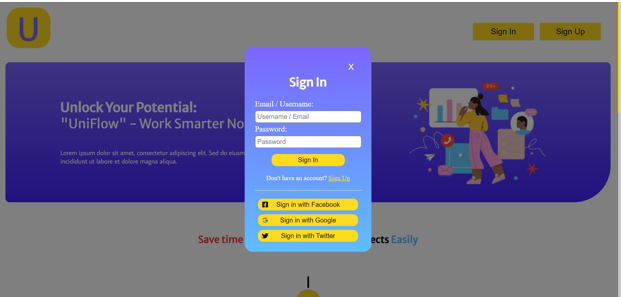 U
Sign In
Sign Up
Unlock Your Potential:
"UniFlow" - Work Smarter No
Lorem ipsum dolor sit amet, consectetur adipiscing elit. Sed do eiusm
incididunt ut labore et dolore magna aliqua.
X
Sign In
Email / Username:
Username / Email
Password:
Password
Sign In
Don't have an account? Sign Up
Sign in with Facebook
Sign in with Google
Sign in with Twitter
Save time
ects Easily